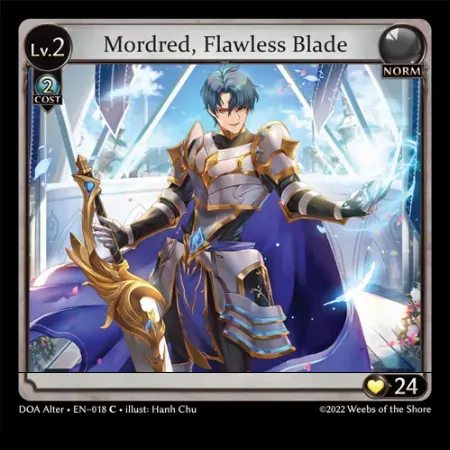 Lv.2
Mordred, Flawless Blade
NORM
2
COST
24
DOA Alter • EN-018 C • illust: Hanh Chu
©2022 Weebs of the Shore